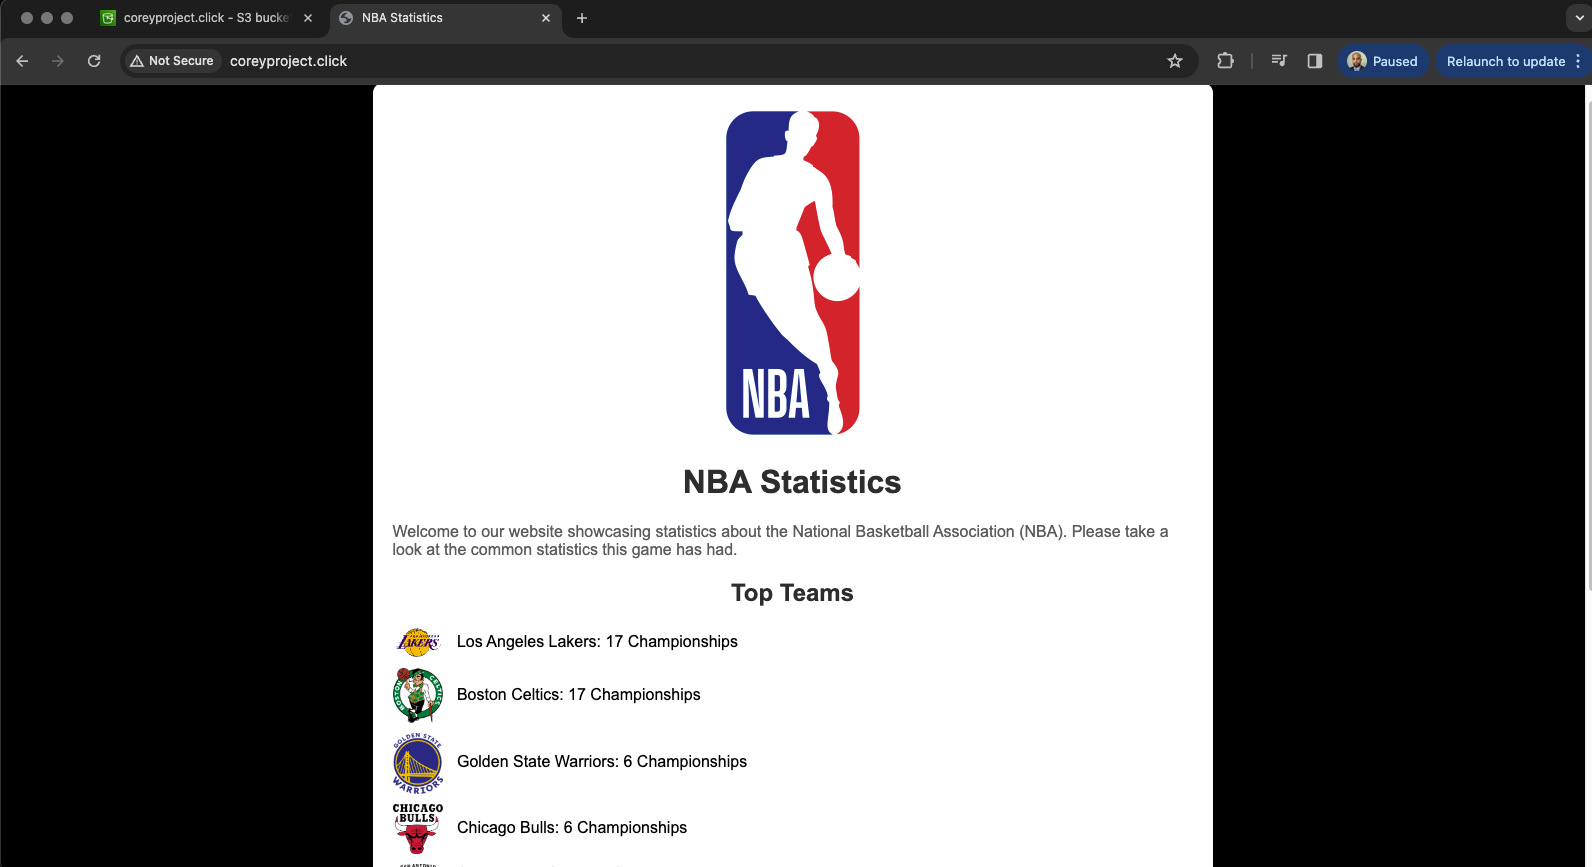 coreyproject.click - S3 bucke
NBA Statistics
Not Secure
coreyproject.click
Paused
Relaunch to update
NBA
NBA Statistics
Welcome to our website showcasing statistics about the National Basketball Association (NBA). Please take a
look at the common statistics this game has had.
Top Teams
LAKERS
Los Angeles Lakers: 17 Championships
BOSTON CELTICS
Boston Celtics: 17 Championships
GOLDEN STATE
WARRIORS
Golden State Warriors: 6 Championships
CHICAGO
BULLS
Chicago Bulls: 6 Championships